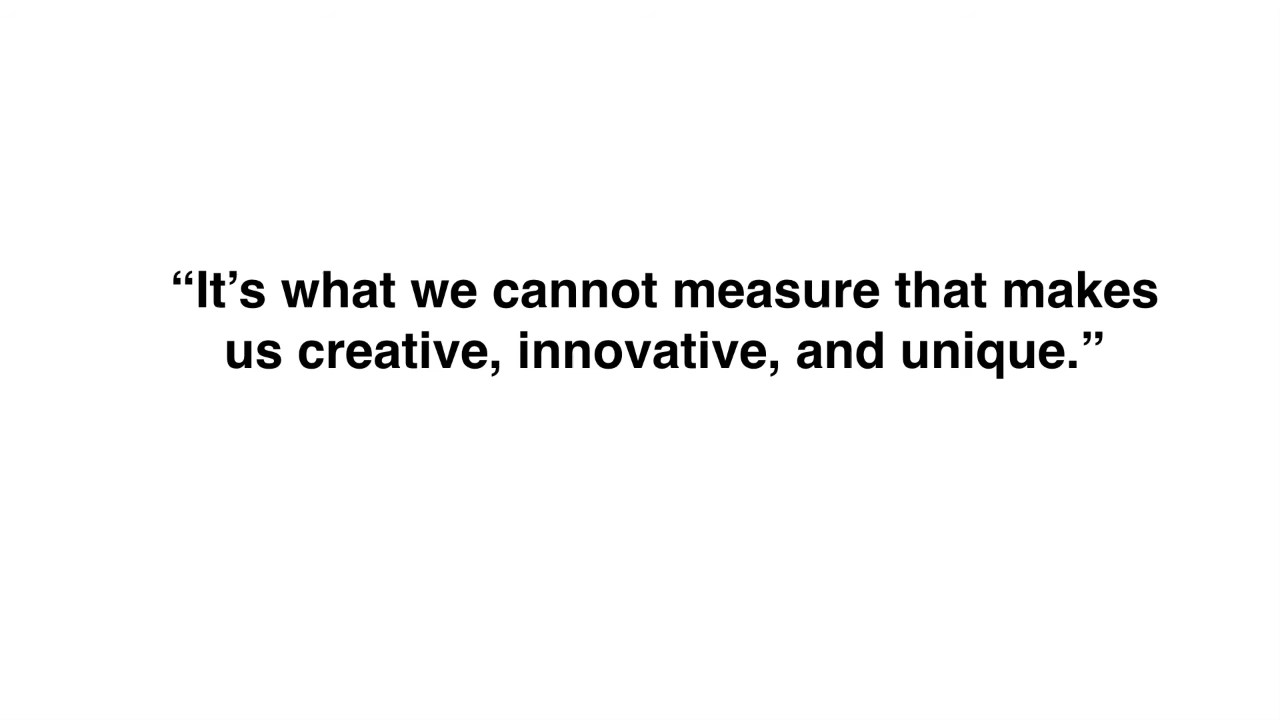 “It’s what we cannot measure that makes
us creative, innovative, and unique.”